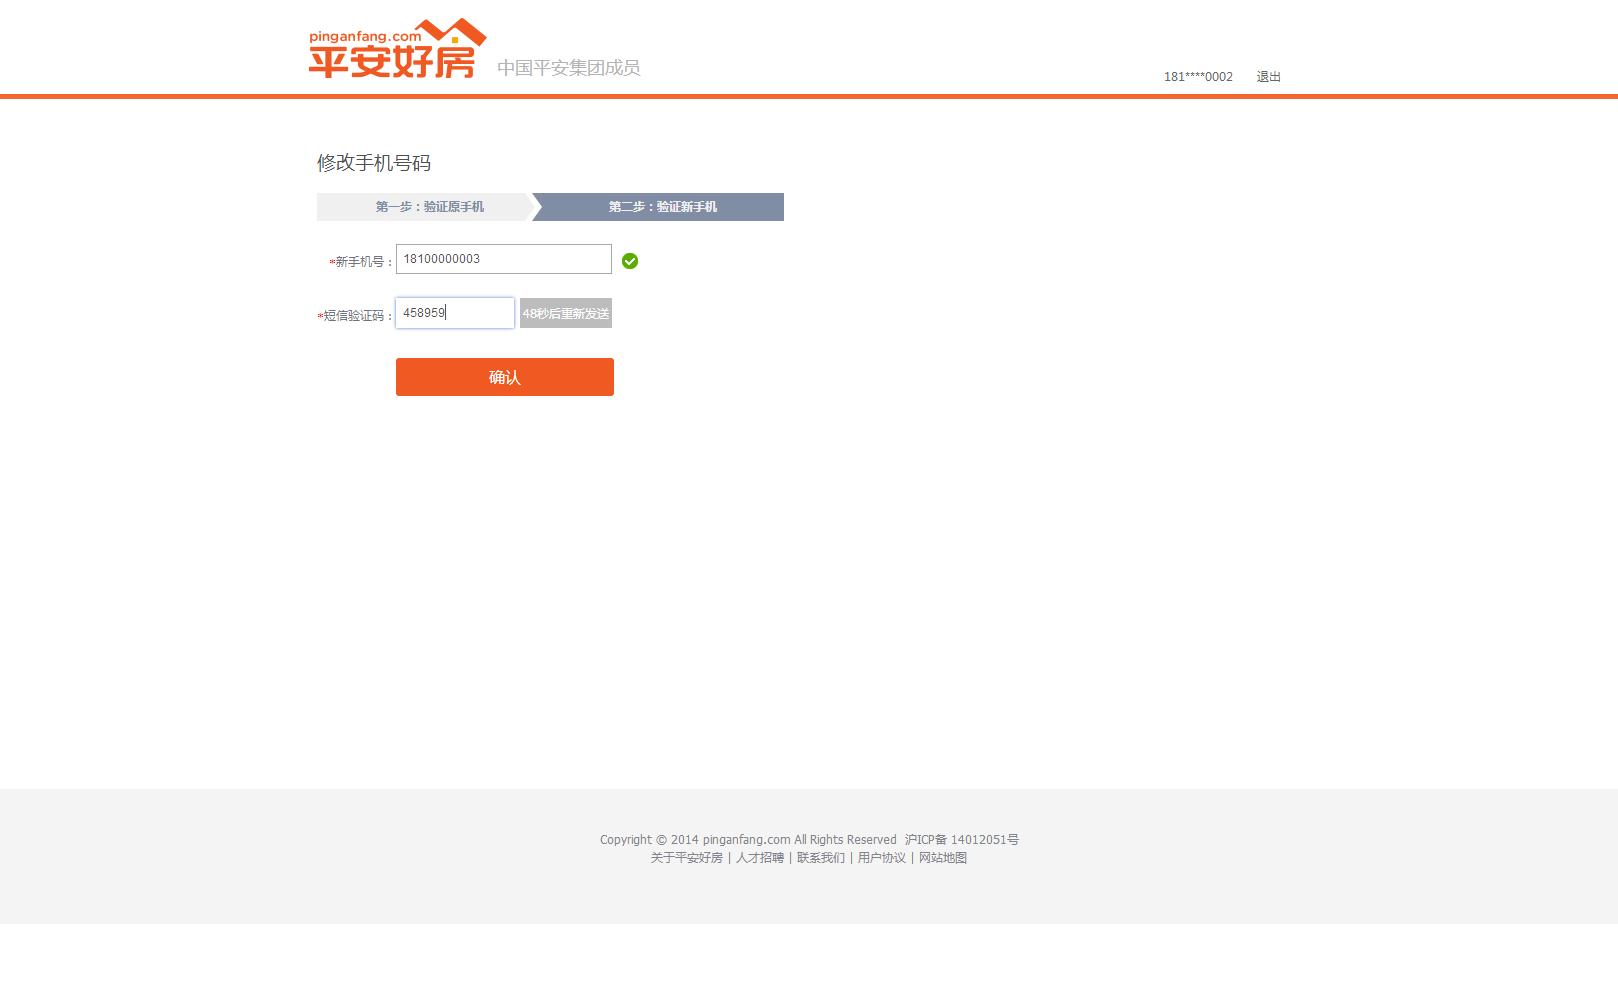 pinganfang.com
平安好房
中国平安集团成员
181****0002 退出
修改手机号码
第一步：验证原手机 第二步：验证新手机
*新手机号： 18100000003
*短信验证码： 458959 48秒后重新发送
确认
Copyright © 2014 pinganfang.com All Rights Reserved 沪ICP备 14012051号
关于平安好房 | 人才招聘 | 联系我们 | 用户协议 | 网站地图